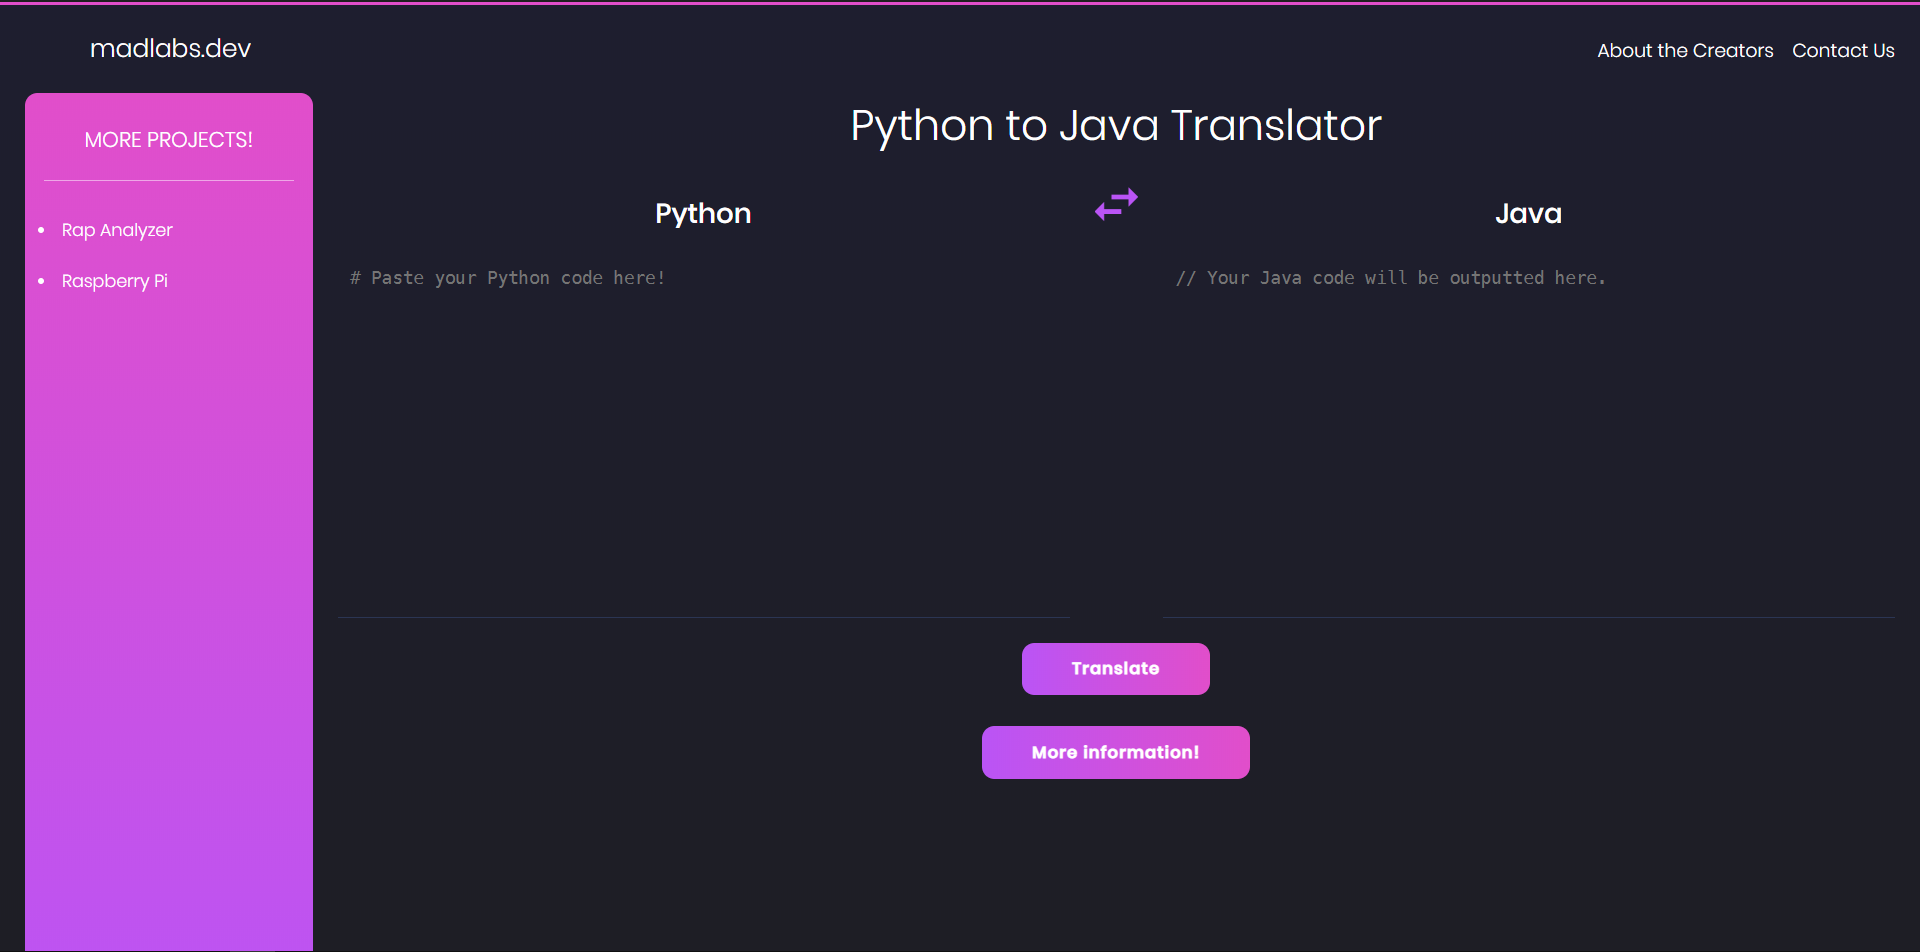 madlabs.dev
About the Creators
Contact Us
MORE PROJECTS!
Rap Analyzer
Raspberry Pi
Python to Java Translator
Python
Java
# Paste your Python code here!
// Your Java code will be outputted here.
Translate
More information!